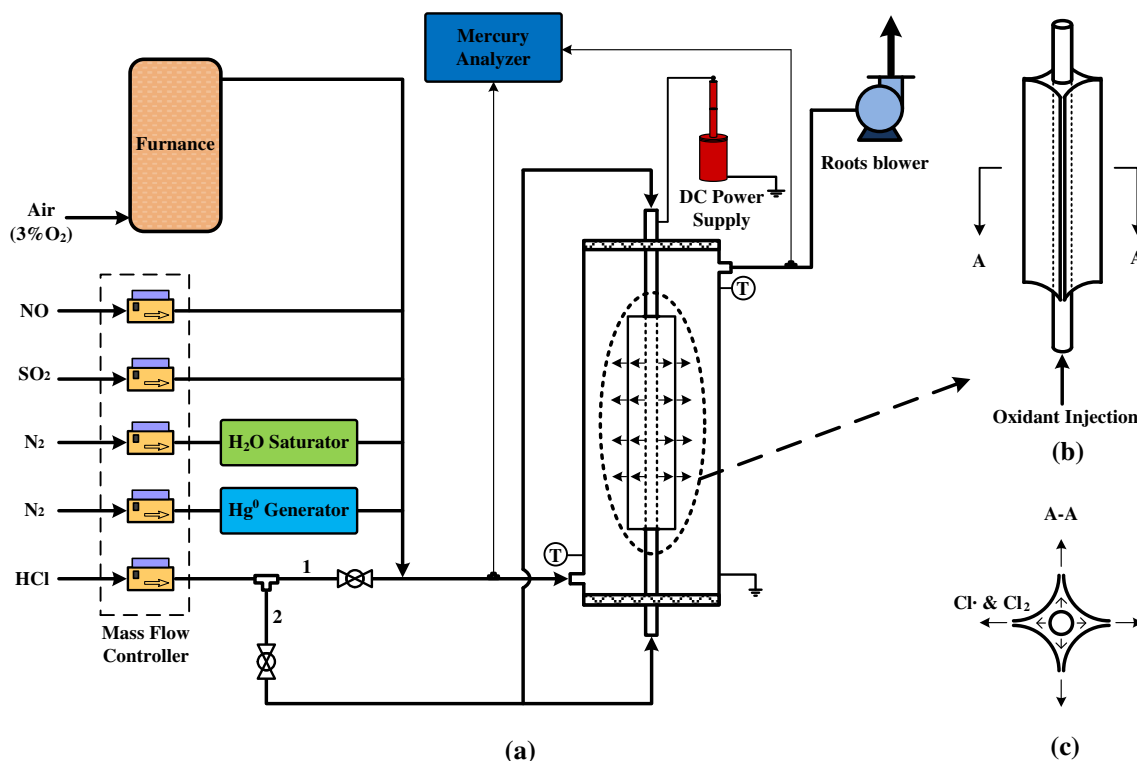 Mercury
Analyzer
Furnance
Roots blower
Air
(3%O₂)
DC Power
Supply
A
A
T
NO
SO₂
N₂
H₂O Saturator
Oxidant Injection
(b)
N₂
Hg⁰ Generator
A-A
T
HCl
1
2
Cl· & Cl₂
Mass Flow
Controller
(a)
(c)